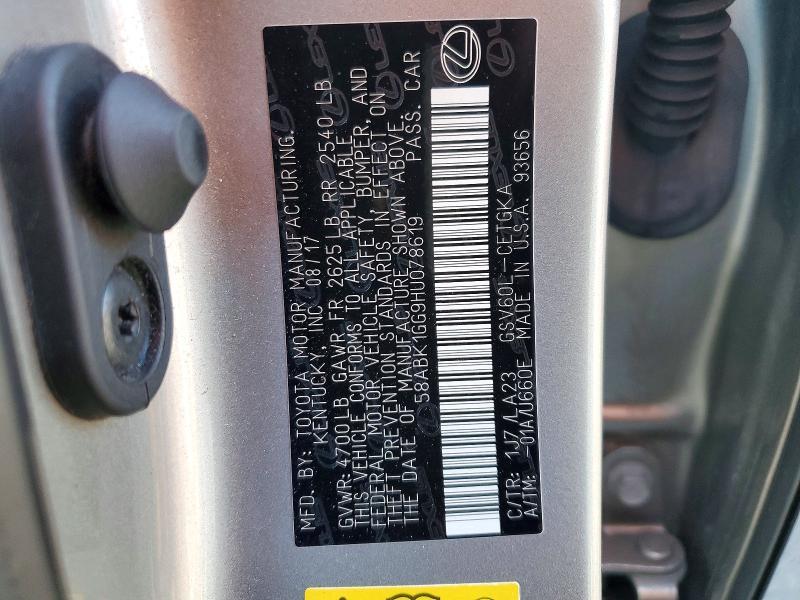 MFD. BY: TOYOTA MOTOR MANUFACTURING.
KENTUCKY, INC 08/17
GVWR: 4700LB GAWR FR 2625 LB RR 2540 LB
THIS VEHICLE CONFORMS TO ALL APPLICABLE
FEDERAL MOTOR VEHICLE SAFETY, BUMPER, AND
THEFT PREVENTION STANDARDS IN EFFECT ON
THE DATE OF MANUFACTURE SHOWN ABOVE.
58ABK1GG9HU078619 PASS. CAR
C/TR: 1J7/LA23 GSV60L-CETGKA
A/TM: -01A/U660E MADE IN U.S.A. 93656